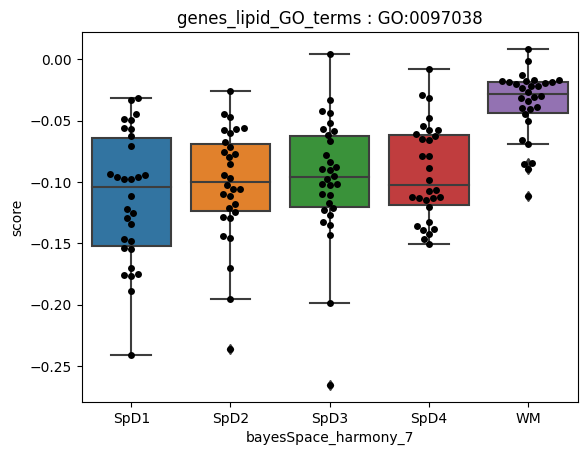 genes_lipid_GO_terms : GO:0097038
score
0.00
−0.05
−0.10
−0.15
−0.20
−0.25
SpD1 SpD2 SpD3 SpD4 WM
bayesSpace_harmony_7